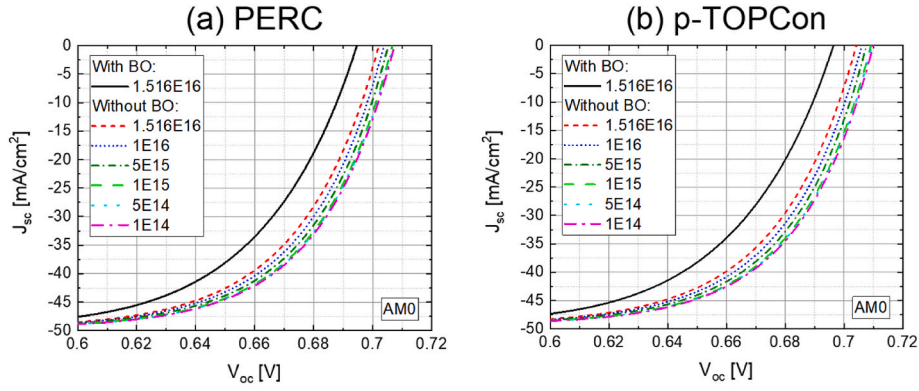 (a) PERC
0
-5
-10
-15
-20
-25
-30
-35
-40
-45
-50
J_sc [mA/cm²]
With BO:
1.516E16
Without BO:
1.516E16
1E16
5E15
1E15
5E14
1E14
AM0
0.6 0.62 0.64 0.66 0.68 0.7 0.72
V_oc [V]
(b) p-TOPCon
0
-5
-10
-15
-20
-25
-30
-35
-40
-45
-50
J_sc [mA/cm²]
With BO:
1.516E16
Without BO:
1.516E16
1E16
5E15
1E15
5E14
1E14
AM0
0.6 0.62 0.64 0.66 0.68 0.7 0.72
V_oc [V]